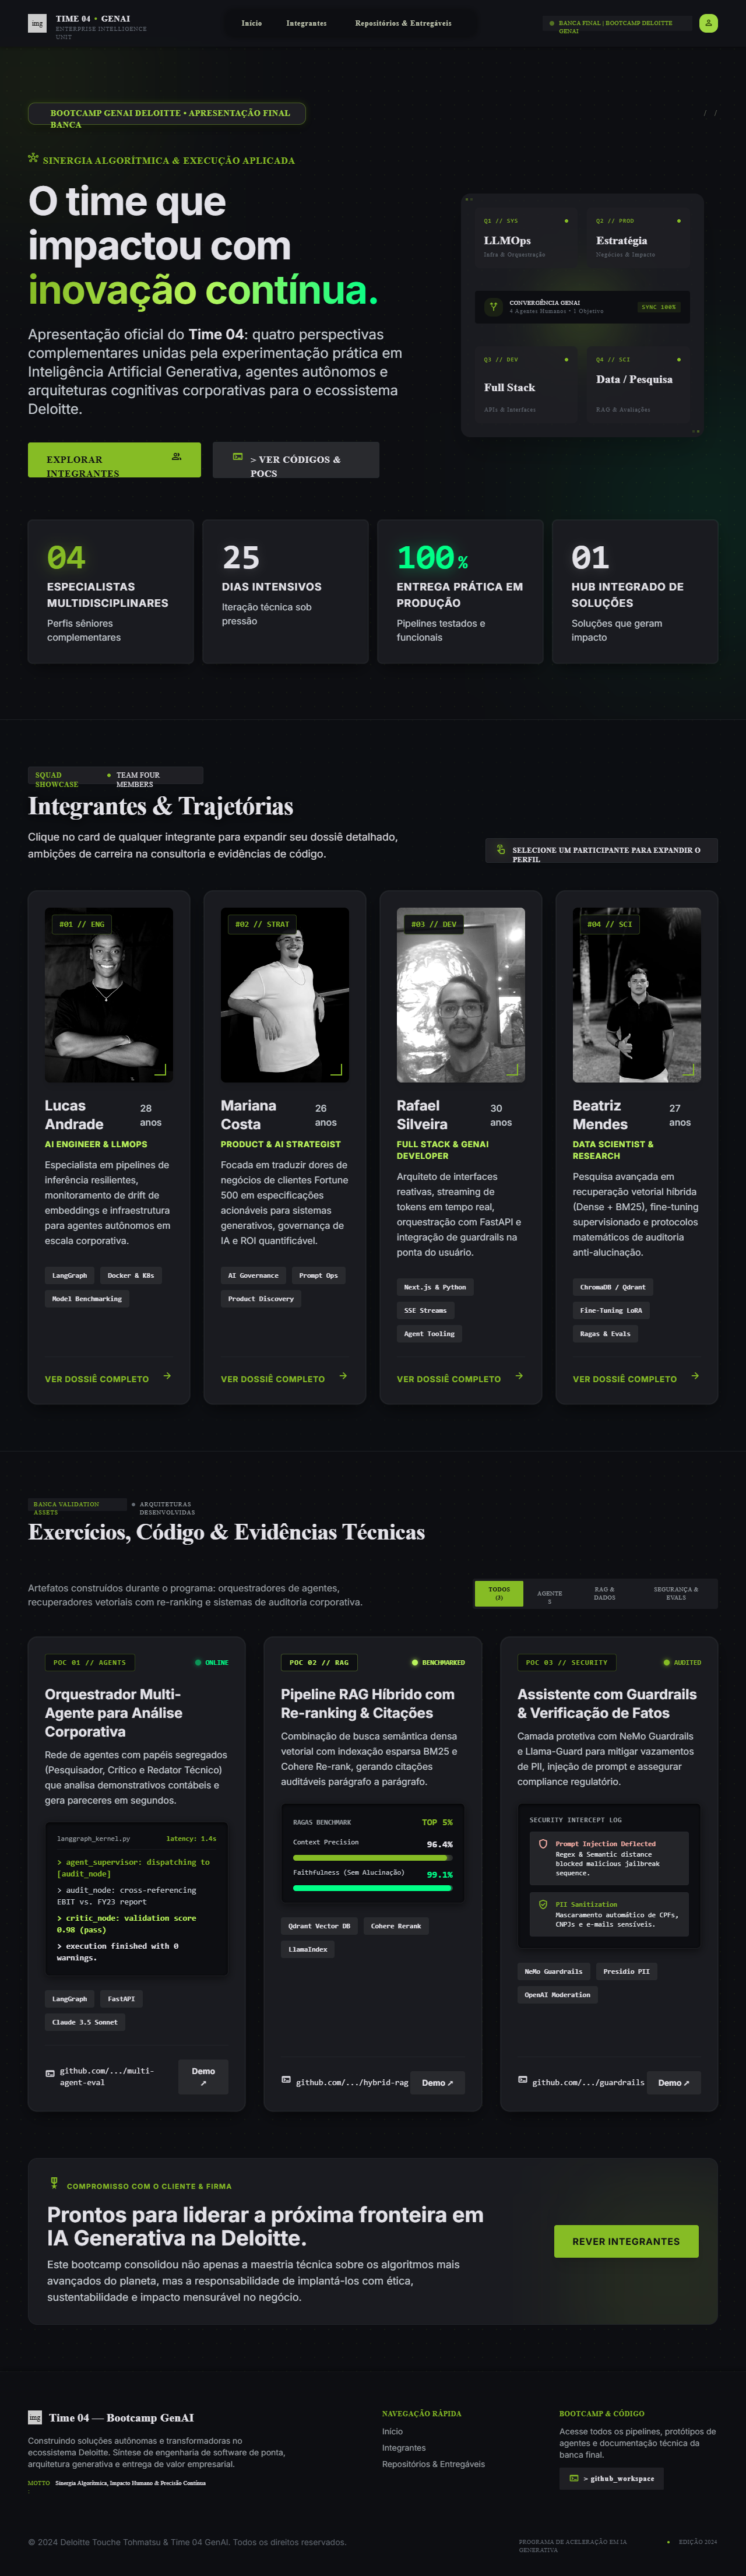 img
TIME 04 • GENAI
ENTERPRISE INTELLIGENCE
UNIT
Início
Integrantes
Repositórios & Entregáveis
BANCA FINAL | BOOTCAMP DELOITTE
GENAI
BOOTCAMP GENAI DELOITTE • APRESENTAÇÃO FINAL
BANCA
/ /
SINERGIA ALGORÍTMICA & EXECUÇÃO APLICADA
O time que
impactou com
inovação contínua.
Apresentação oficial do Time 04: quatro perspectivas
complementares unidas pela experimentação prática em
Inteligência Artificial Generativa, agentes autônomos e
arquiteturas cognitivas corporativas para o ecossistema
Deloitte.
EXPLORAR
INTEGRANTES
> VER CÓDIGOS &
POCS
Q1 // SYS
LLMOps
Infra & Orquestração
Q2 // PROD
Estratégia
Negócios & Impacto
CONVERGÊNCIA GENAI
4 Agentes Humanos • 1 Objetivo
SYNC 100%
Q3 // DEV
Full Stack
APIs & Interfaces
Q4 // SCI
Data / Pesquisa
RAG & Avaliações
04
ESPECIALISTAS
MULTIDISCIPLINARES
Perfis sêniores
complementares
25
DIAS INTENSIVOS
Iteração técnica sob
pressão
100%
ENTREGA PRÁTICA EM
PRODUÇÃO
Pipelines testados e
funcionais
01
HUB INTEGRADO DE
SOLUÇÕES
Soluções que geram
impacto
SQUAD
SHOWCASE
TEAM FOUR
MEMBERS
Integrantes & Trajetórias
Clique no card de qualquer integrante para expandir seu dossiê detalhado,
ambições de carreira na consultoria e evidências de código.
SELECIONE UM PARTICIPANTE PARA EXPANDIR O
PERFIL
#01 // ENG
Lucas
Andrade
28
anos
AI ENGINEER & LLMOPS
Especialista em pipelines de
inferência resilientes,
monitoramento de drift de
embeddings e infraestrutura
para agentes autônomos em
escala corporativa.
LangGraph
Docker & K8s
Model Benchmarking
VER DOSSIÊ COMPLETO
#02 // STRAT
Mariana
Costa
26
anos
PRODUCT & AI STRATEGIST
Focada em traduzir dores de
negócios de clientes Fortune
500 em especificações
acionáveis para sistemas
generativos, governança de
IA e ROI quantificável.
AI Governance
Prompt Ops
Product Discovery
VER DOSSIÊ COMPLETO
#03 // DEV
Rafael
Silveira
30
anos
FULL STACK & GENAI
DEVELOPER
Arquiteto de interfaces
reativas, streaming de
tokens em tempo real,
orquestração com FastAPI e
integração de guardrails na
ponta do usuário.
Next.js & Python
SSE Streams
Agent Tooling
VER DOSSIÊ COMPLETO
#04 // SCI
Beatriz
Mendes
27
anos
DATA SCIENTIST &
RESEARCH
Pesquisa avançada em
recuperação vetorial híbrida
(Dense + BM25), fine-tuning
supervisionado e protocolos
matemáticos de auditoria
anti-alucinação.
ChromaDB / Qdrant
Fine-Tuning LoRA
Ragas & Evals
VER DOSSIÊ COMPLETO
BANCA VALIDATION
ASSETS
ARQUITETURAS
DESENVOLVIDAS
Exercícios, Código & Evidências Técnicas
Artefatos construídos durante o programa: orquestradores de agentes,
recuperadores vetoriais com re-ranking e sistemas de auditoria corporativa.
TODOS
(3)
AGENTE
S
RAG &
DADOS
SEGURANÇA &
EVALS
POC 01 // AGENTS
ONLINE
Orquestrador Multi-
Agente para Análise
Corporativa
Rede de agentes com papéis segregados
(Pesquisador, Crítico e Redator Técnico)
que analisa demonstrativos contábeis e
gera pareceres em segundos.
langgraph_kernel.py
latency: 1.4s
> agent_supervisor: dispatching to
[audit_node]
> audit_node: cross-referencing
EBIT vs. FY23 report
> critic_node: validation score
0.98 (pass)
> execution finished with 0
warnings.
LangGraph
FastAPI
Claude 3.5 Sonnet
github.com/.../multi-
agent-eval
Demo
↗
POC 02 // RAG
BENCHMARKED
Pipeline RAG Híbrido com
Re-ranking & Citações
Combinação de busca semântica densa
vetorial com indexação esparsa BM25 e
Cohere Re-rank, gerando citações
auditáveis parágrafo a parágrafo.
RAGAS BENCHMARK
TOP 5%
Context Precision
96.4%
Faithfulness (Sem Alucinação)
99.1%
Qdrant Vector DB
Cohere Rerank
LlamaIndex
github.com/.../hybrid-rag
Demo ↗
POC 03 // SECURITY
AUDITED
Assistente com Guardrails
& Verificação de Fatos
Camada protetiva com NeMo Guardrails
e Llama-Guard para mitigar vazamentos
de PII, injeção de prompt e assegurar
compliance regulatório.
SECURITY INTERCEPT LOG
Prompt Injection Deflected
Regex & Semantic distance
blocked malicious jailbreak
sequence.
PII Sanitization
Mascaramento automático de CPFs,
CNPJs e e-mails sensíveis.
NeMo Guardrails
Presidio PII
OpenAI Moderation
github.com/.../guardrails
Demo ↗
COMPROMISSO COM O CLIENTE & FIRMA
Prontos para liderar a próxima fronteira em
IA Generativa na Deloitte.
Este bootcamp consolidou não apenas a maestria técnica sobre os algoritmos mais
avançados do planeta, mas a responsabilidade de implantá-los com ética,
sustentabilidade e impacto mensurável no negócio.
REVER INTEGRANTES
img
Time 04 — Bootcamp GenAI
Construindo soluções autônomas e transformadoras no
ecossistema Deloitte. Síntese de engenharia de software de ponta,
arquitetura generativa e entrega de valor empresarial.
MOTTO
:
Sinergia Algorítmica, Impacto Humano & Precisão Contínua
NAVEGAÇÃO RÁPIDA
Início
Integrantes
Repositórios & Entregáveis
BOOTCAMP & CÓDIGO
Acesse todos os pipelines, protótipos de
agentes e documentação técnica da
banca final.
> github_workspace
© 2024 Deloitte Touche Tohmatsu & Time 04 GenAI. Todos os direitos reservados.
PROGRAMA DE ACELERAÇÃO EM IA
GENERATIVA
EDIÇÃO 2024